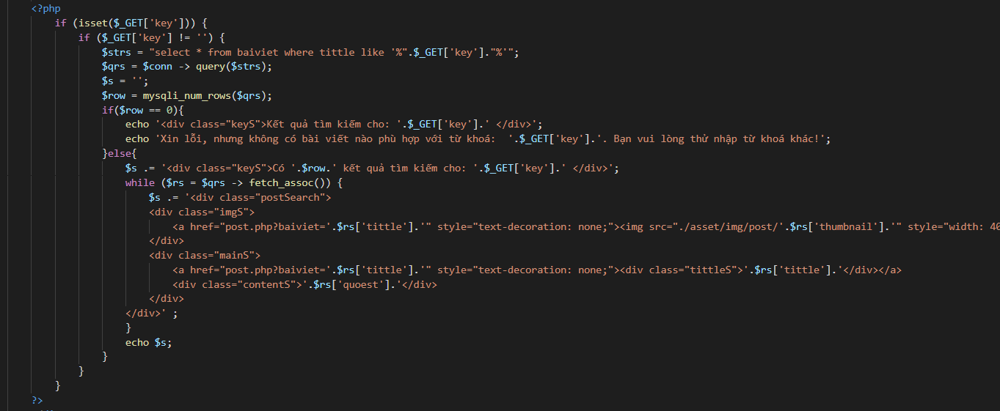 <?php
if (isset($_GET['key'])) {
if ($_GET['key'] != '') {
$strs = "select * from baiviet where tittle like '%".$_GET['key']."%'";
$qrs = $conn -> query($strs);
$s = '';
$row = mysqli_num_rows($qrs);
if($row == 0){
echo '<div class="keyS">Kết quả tìm kiếm cho: '.$_GET['key'].' </div>';
echo 'Xin lỗi, nhưng không có bài viết nào phù hợp với từ khoá:  '.$_GET['key'].'. Bạn vui lòng thử nhập từ khoá khác!';
}else{
$s .= '<div class="keyS">Có '.$row.' kết quả tìm kiếm cho: '.$_GET['key'].' </div>';
while ($rs = $qrs -> fetch_assoc()) {
$s .= '<div class="postSearch">
<div class="imgS">
<a href="post.php?baiviet='.$rs['tittle'].'" style="text-decoration: none;"><img src="./asset/img/post/'.$rs['thumbnail'].'" style="width: 40
</div>
<div class="mainS">
<a href="post.php?baiviet='.$rs['tittle'].'" style="text-decoration: none;"><div class="tittleS">'.$rs['tittle'].'</div></a>
<div class="contentS">'.$rs['quoest'].'</div>
</div>
</div>' ;
}
echo $s;
}
}
}
?>